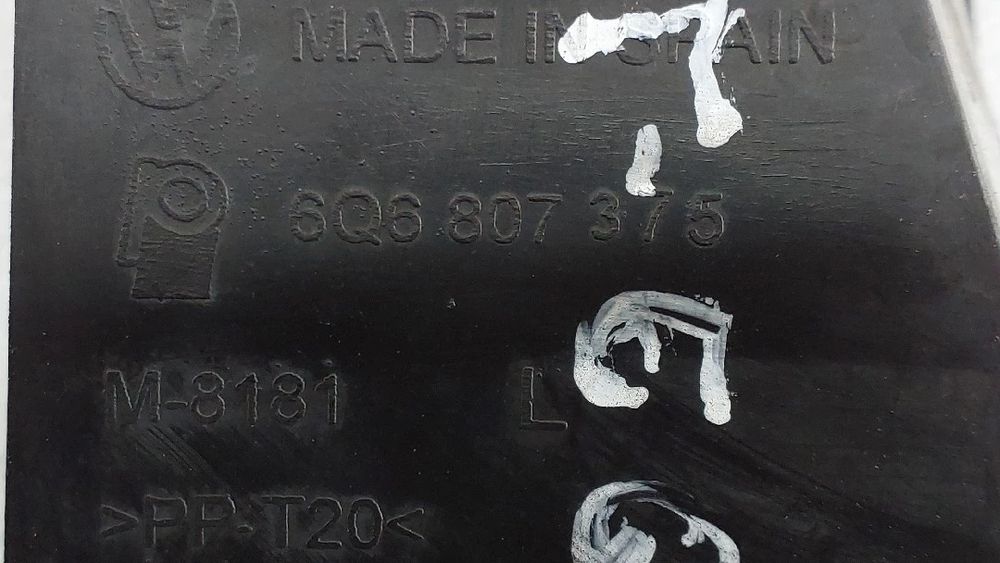 MADE IN SPAIN
6Q6 807 375
M-8181 L
>PP-T20<